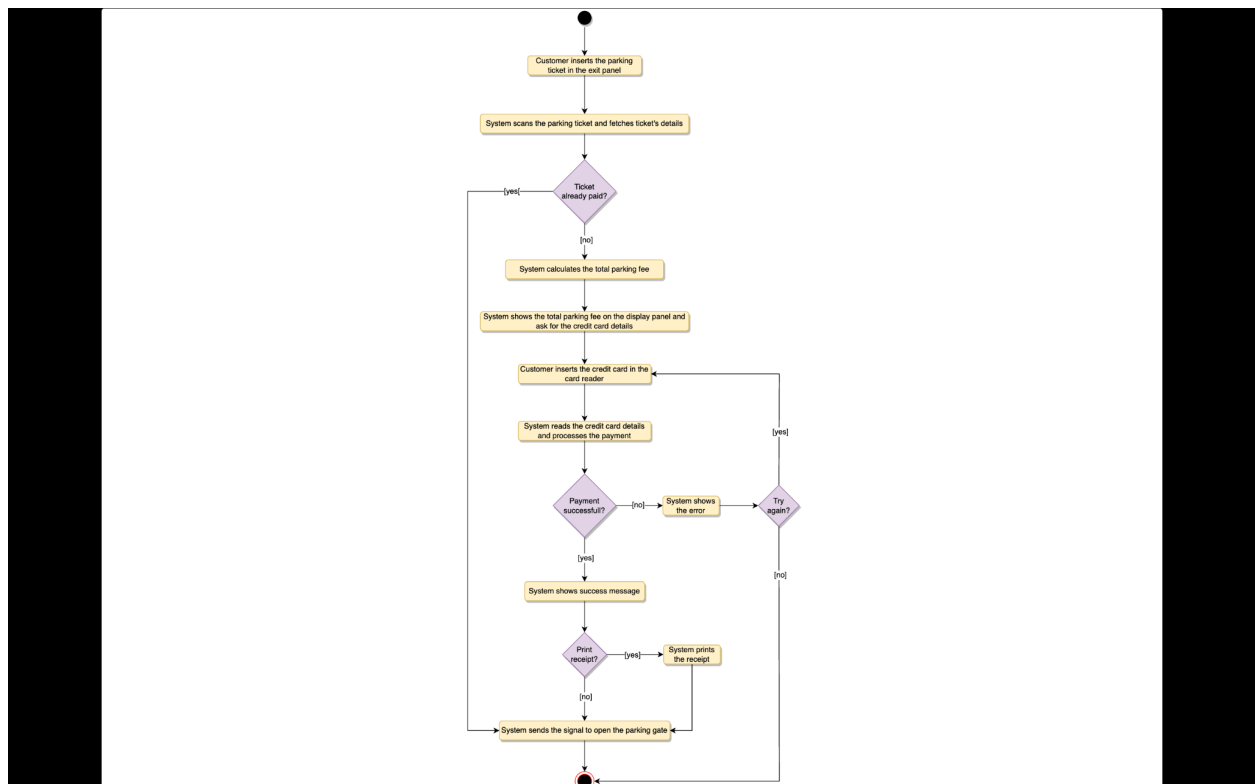 Customer inserts the parking
ticket in the exit panel
System scans the parking ticket and fetches ticket's details
Ticket
already paid?
[yes[
[no]
System calculates the total parking fee
System shows the total parking fee on the display panel and
ask for the credit card details
Customer inserts the credit card in the
card reader
System reads the credit card details
and processes the payment
[yes]
Payment
successfull?
[no]
System shows
the error
Try
again?
[yes]
[no]
System shows success message
Print
receipt?
[yes]
System prints
the receipt
[no]
System sends the signal to open the parking gate